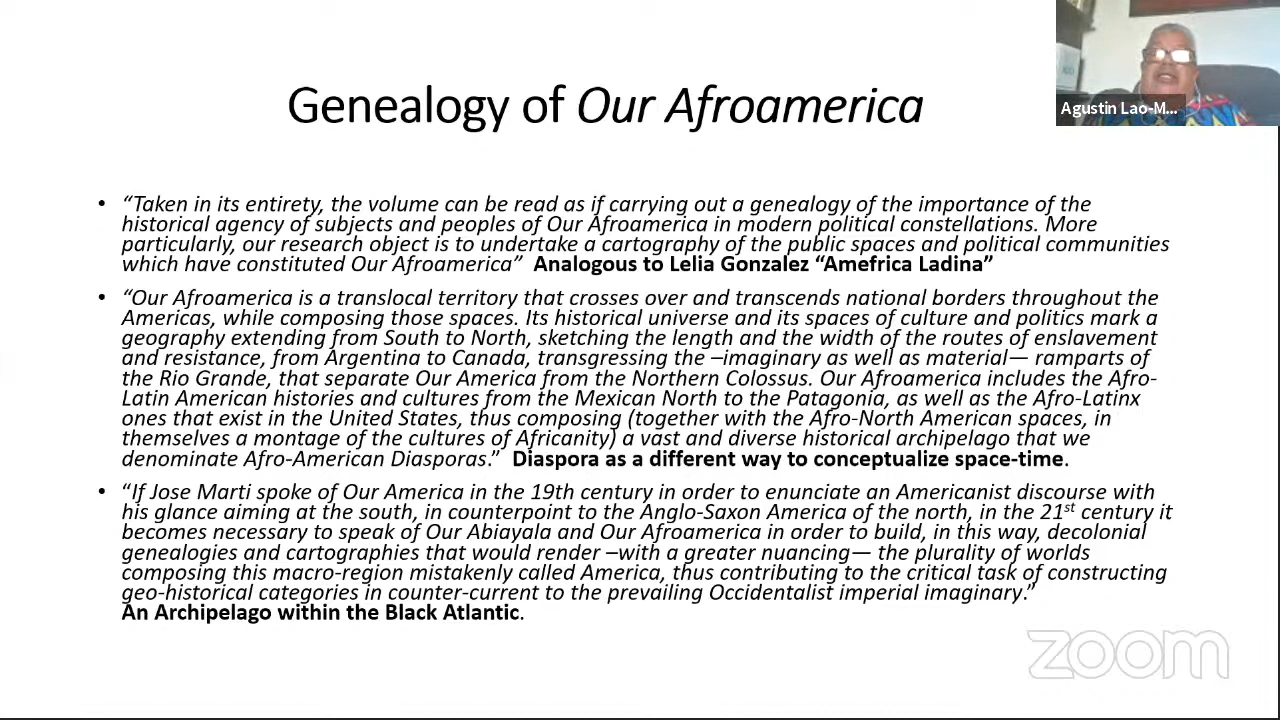 Genealogy of Our Afroamerica
Agustin Lao-M...
• “Taken in its entirety, the volume can be read as if carrying out a genealogy of the importance of the
historical agency of subjects and peoples of Our Afroamerica in modern political constellations. More
particularly, our research object is to undertake a cartography of the public spaces and political communities
which have constituted Our Afroamerica” Analogous to Lelia Gonzalez “Amefrica Ladina”
• “Our Afroamerica is a translocal territory that crosses over and transcends national borders throughout the
Americas, while composing those spaces. Its historical universe and its spaces of culture and politics mark a
geography extending from South to North, sketching the length and the width of the routes of enslavement
and resistance, from Argentina to Canada, transgressing the –imaginary as well as material— ramparts of
the Rio Grande, that separate Our America from the Northern Colossus. Our Afroamerica includes the Afro-
Latin American histories and cultures from the Mexican North to the Patagonia, as well as the Afro-Latinx
ones that exist in the United States, thus composing (together with the Afro-North American spaces, in
themselves a montage of the cultures of Africanity) a vast and diverse historical archipelago that we
denominate Afro-American Diasporas.” Diaspora as a different way to conceptualize space-time.
• “If Jose Marti spoke of Our America in the 19th century in order to enunciate an Americanist discourse with
his glance aiming at the south, in counterpoint to the Anglo-Saxon America of the north, in the 21st century it
becomes necessary to speak of Our Abiayala and Our Afroamerica in order to build, in this way, decolonial
genealogies and cartographies that would render –with a greater nuancing— the plurality of worlds
composing this macro-region mistakenly called America, thus contributing to the critical task of constructing
geo-historical categories in counter-current to the prevailing Occidentalist imperial imaginary.”
An Archipelago within the Black Atlantic.
zoom